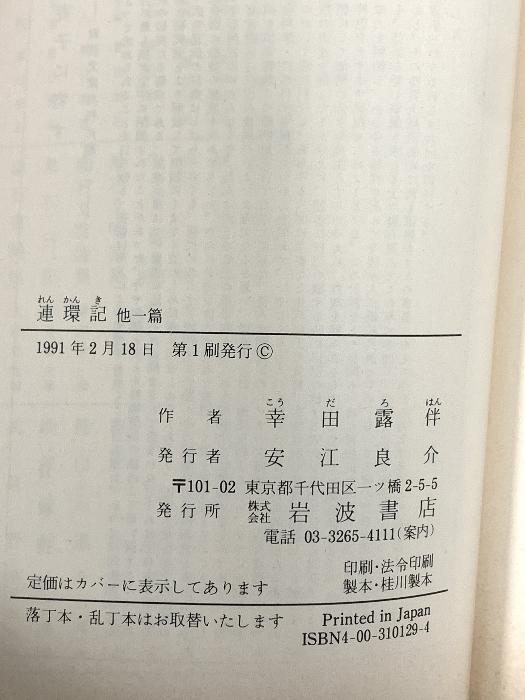 れんかんき
連環記 他一篇
1991年2月18日 第1刷発行©
こうだろはん
作者 幸田露伴
発行者 安江良介
〒101-02 東京都千代田区一ツ橋2-5-5
発行所 株式会社 岩波書店
電話 03-3265-4111(案内)
印刷・法令印刷
定価はカバーに表示してあります 製本・桂川製本
落丁本・乱丁本はお取替いたします Printed in Japan
ISBN4-00-310129-4